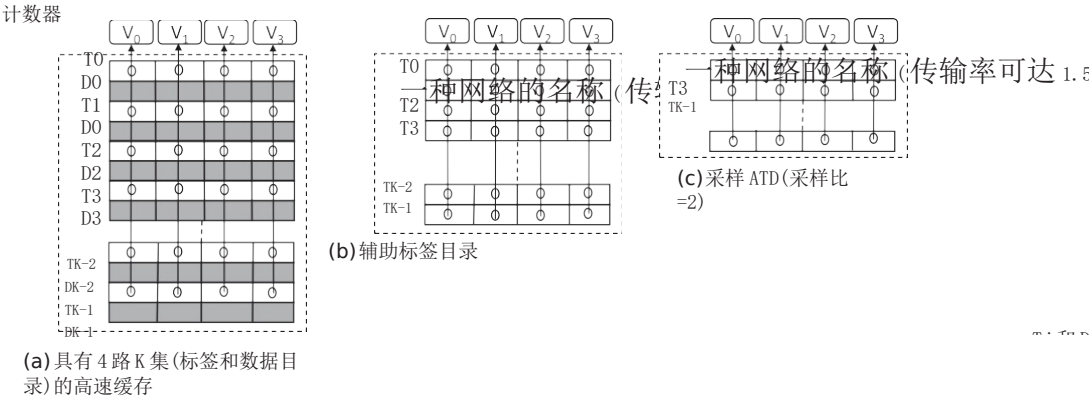 计数器
V0 V1 V2 V3
T0
D0
T1
D0
T2
D2
T3
D3
TK-2
DK-2
TK-1
DK-1
(a)具有4路K集(标签和数据目
录)的高速缓存
V0 V1 V2 V3
T0
一种网络的名称(传
T2
T3
TK-2
TK-1
(b)辅助标签目录
V0 V1 V2 V3
一种网络的名称(传输率可达 1.5
T3
TK-1
(c)采样 ATD(采样比
=2)